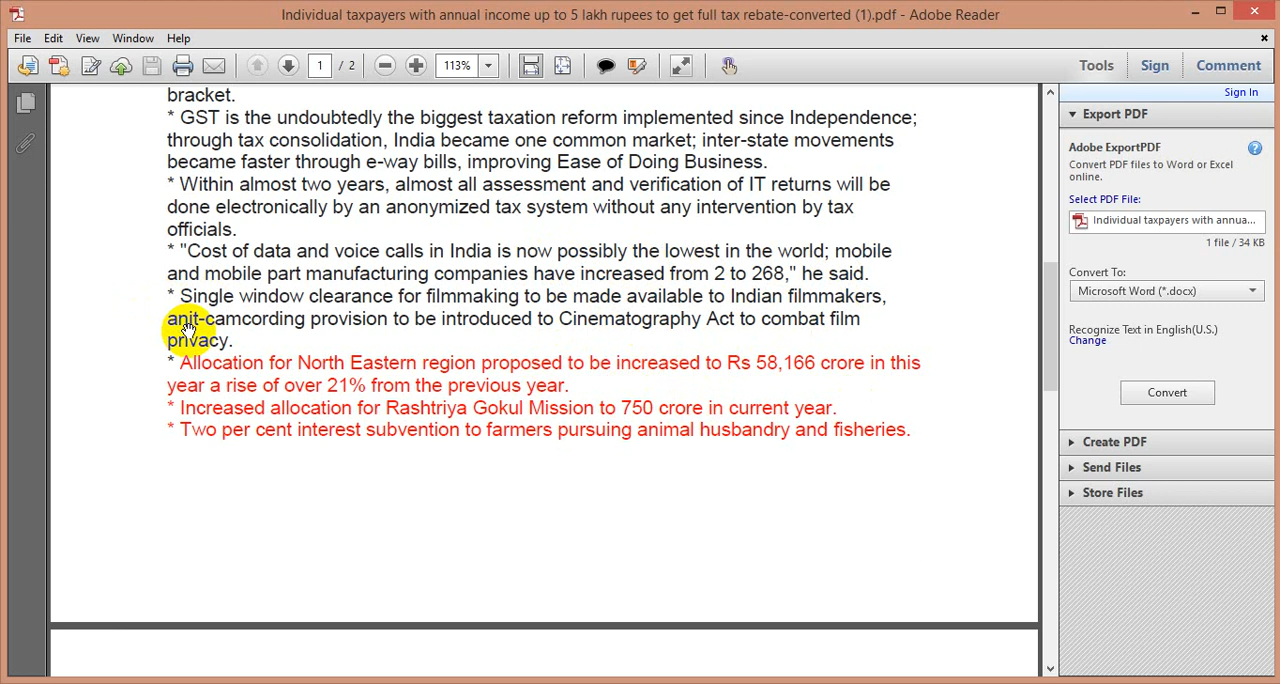 Individual taxpayers with annual income up to 5 lakh rupees to get full tax rebate-converted (1).pdf - Adobe Reader
File Edit View Window Help
1 / 2 113% Tools Sign Comment
bracket.
* GST is the undoubtedly the biggest taxation reform implemented since Independence;
through tax consolidation, India became one common market; inter-state movements
became faster through e-way bills, improving Ease of Doing Business.
* Within almost two years, almost all assessment and verification of IT returns will be
done electronically by an anonymized tax system without any intervention by tax
officials.
* "Cost of data and voice calls in India is now possibly the lowest in the world; mobile
and mobile part manufacturing companies have increased from 2 to 268," he said.
* Single window clearance for filmmaking to be made available to Indian filmmakers,
anit-camcording provision to be introduced to Cinematography Act to combat film
privacy.
* Allocation for North Eastern region proposed to be increased to Rs 58,166 crore in this
year a rise of over 21% from the previous year.
* Increased allocation for Rashtriya Gokul Mission to 750 crore in current year.
* Two per cent interest subvention to farmers pursuing animal husbandry and fisheries.
Sign In
Export PDF
Adobe ExportPDF
Convert PDF files to Word or Excel
online.
Select PDF File:
Individual taxpayers with annua...
1 file / 34 KB
Convert To:
Microsoft Word (*.docx)
Recognize Text in English(U.S.)
Change
Convert
Create PDF
Send Files
Store Files